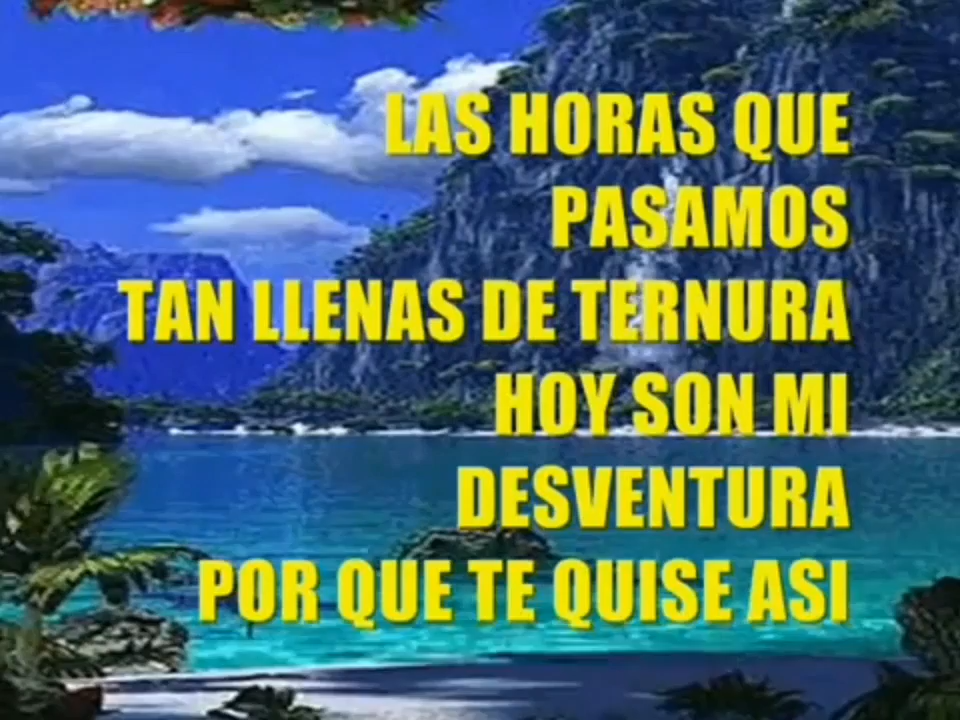 LAS HORAS QUE
PASAMOS
TAN LLENAS DE TERNURA
HOY SON MI
DESVENTURA
POR QUE TE QUISE ASI